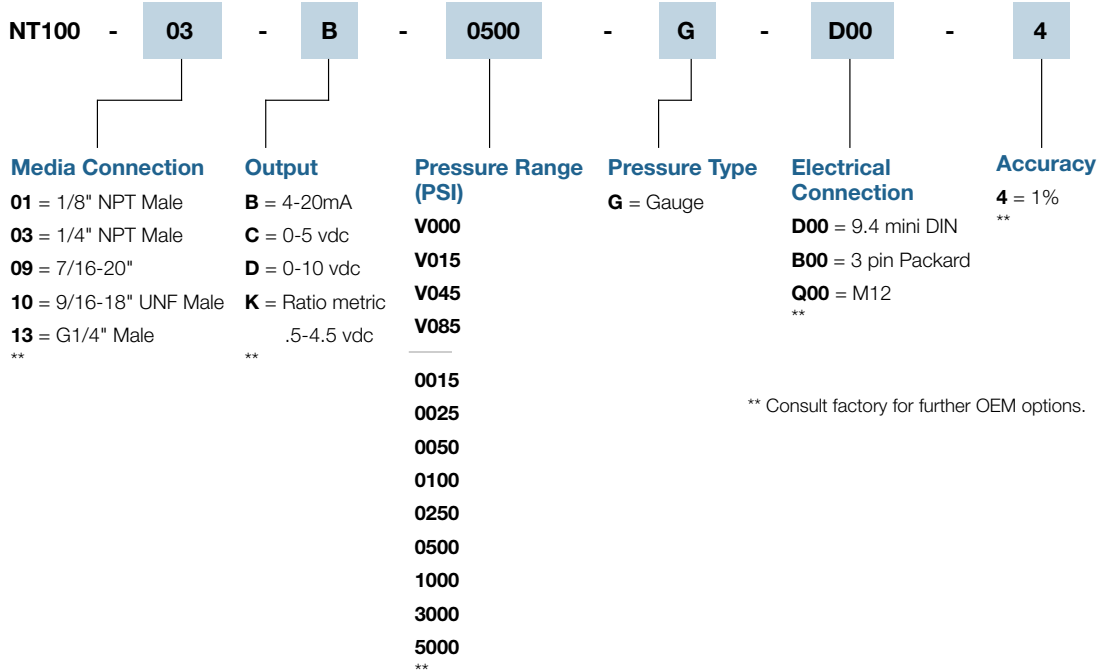 NT100 - 03 - B - 0500 - G - D00 - 4
Media Connection
01 = 1/8" NPT Male
03 = 1/4" NPT Male
09 = 7/16-20"
10 = 9/16-18" UNF Male
13 = G1/4" Male
**
Output
B = 4-20mA
C = 0-5 vdc
D = 0-10 vdc
K = Ratio metric
.5-4.5 vdc
**
Pressure Range
(PSI)
V000
V015
V045
V085
0015
0025
0050
0100
0250
0500
1000
3000
5000
**
Pressure Type
G = Gauge
Electrical
Connection
D00 = 9.4 mini DIN
B00 = 3 pin Packard
Q00 = M12
**
Accuracy
4 = 1%
**
** Consult factory for further OEM options.